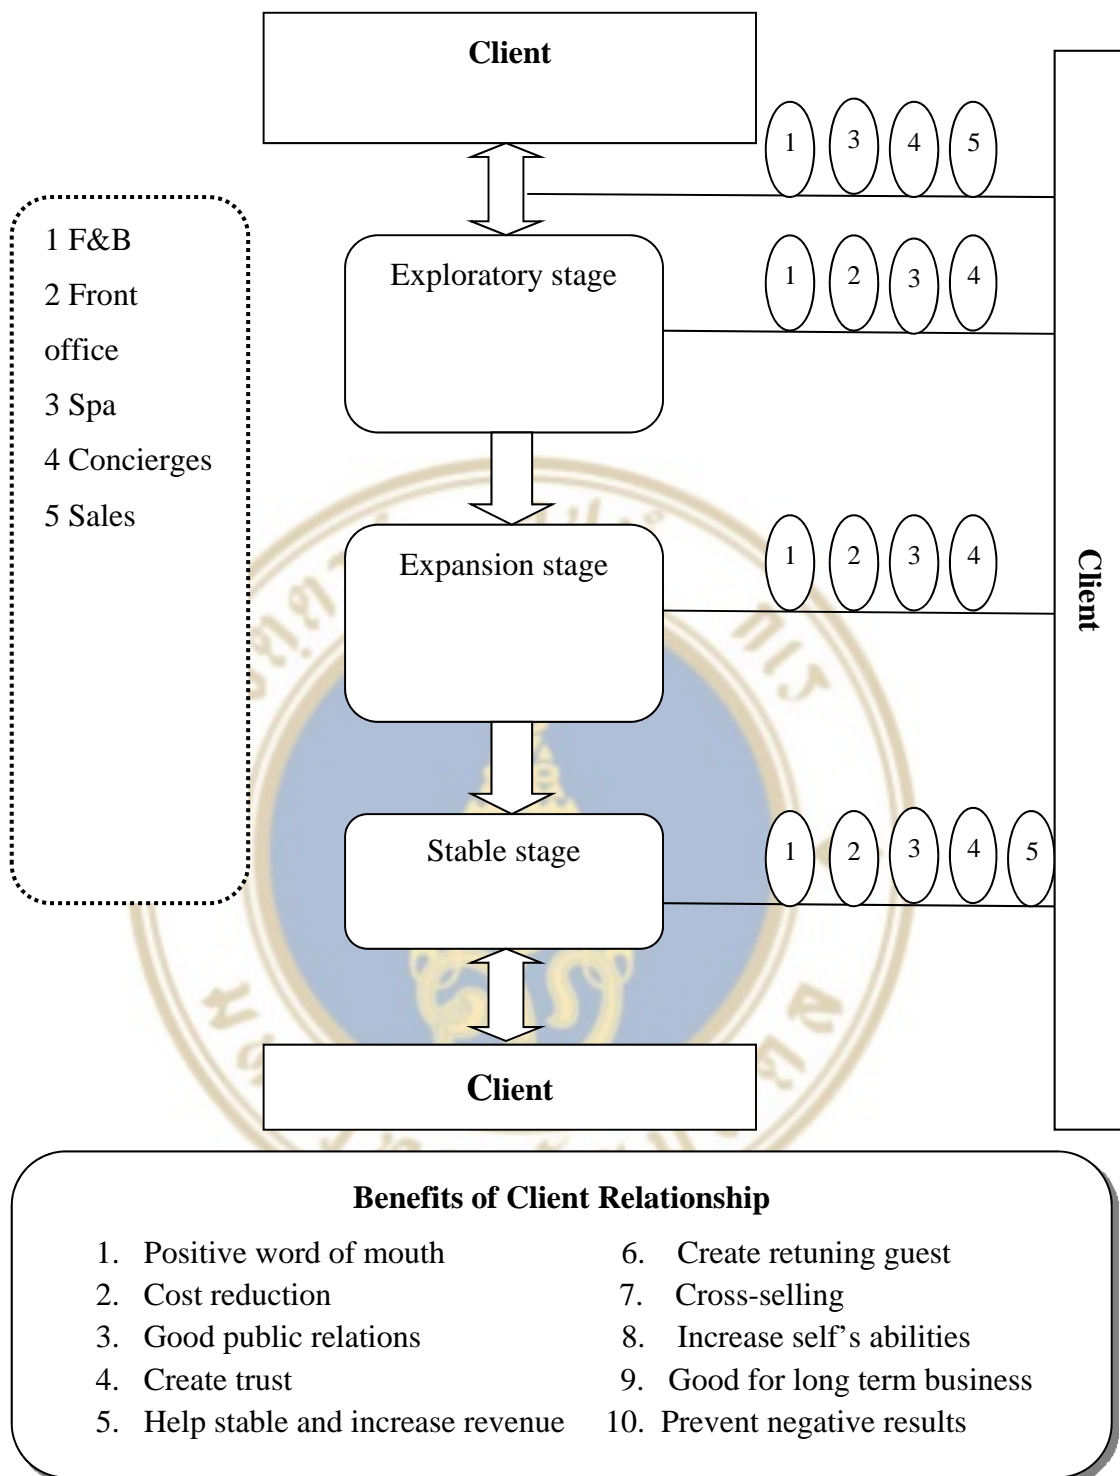 Client
1 3 4 5
1 F&B
2 Front
office
3 Spa
4 Concierges
5 Sales
Exploratory stage
1 2 3 4
Expansion stage
1 2 3 4
Client
Stable stage
1 2 3 4 5
Client
Benefits of Client Relationship
1. Positive word of mouth
2. Cost reduction
3. Good public relations
4. Create trust
5. Help stable and increase revenue
6. Create retuning guest
7. Cross-selling
8. Increase self’s abilities
9. Good for long term business
10. Prevent negative results